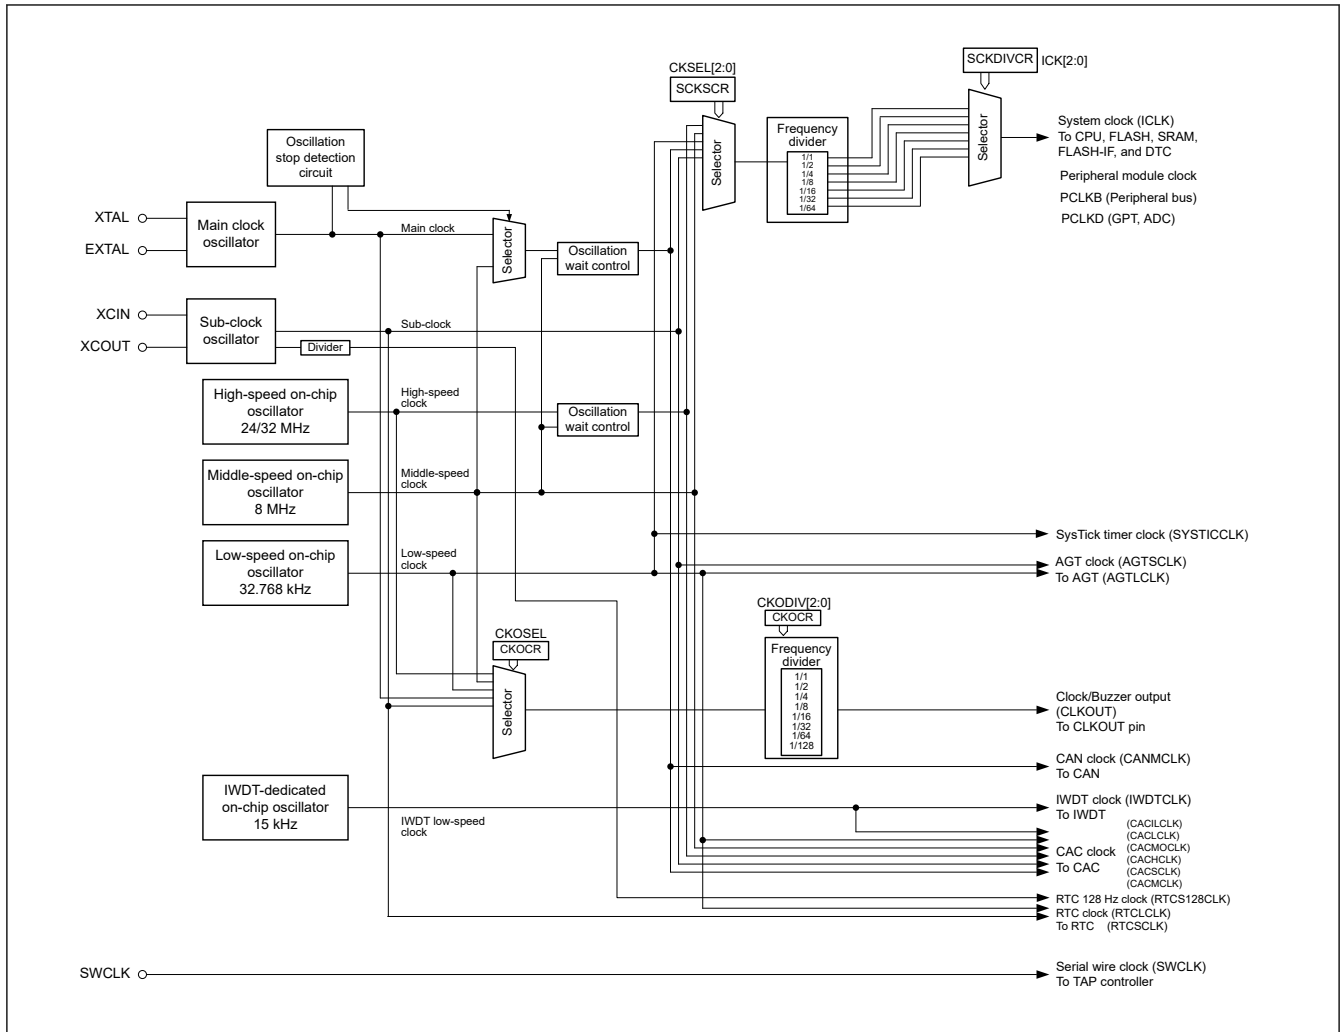 SCKDIVCR
ICK[2:0]
CKSEL[2:0]
SCKSCR
Selector
Selector
Frequency
divider
1/1
1/2
1/4
1/8
1/16
1/32
1/64
System clock (ICLK)
To CPU, FLASH, SRAM,
FLASH-IF, and DTC
Peripheral module clock
PCLKB (Peripheral bus)
PCLKD (GPT, ADC)
Oscillation
stop detection
circuit
XTAL
EXTAL
Main clock
oscillator
Main clock
Selector
Oscillation
wait control
XCIN
XCOUT
Sub-clock
oscillator
Sub-clock
Divider
High-speed on-chip
oscillator
24/32 MHz
High-speed
clock
Oscillation
wait control
Middle-speed on-chip
oscillator
8 MHz
Middle-speed
clock
Low-speed on-chip
oscillator
32.768 kHz
Low-speed
clock
SysTick timer clock (SYSTICCLK)
AGT clock (AGTSCLK)
To AGT (AGTLCLK)
CKOSEL
CKOCR
Selector
CKODIV[2:0]
CKOCR
Frequency
divider
1/1
1/2
1/4
1/8
1/16
1/32
1/64
1/128
Clock/Buzzer output
(CLKOUT)
To CLKOUT pin
CAN clock (CANMCLK)
To CAN
IWDT-dedicated
on-chip oscillator
15 kHz
IWDT low-speed
clock
IWDT clock (IWDTCLK)
To IWDT
CAC clock
To CAC
(CACILCLK)
(CACLCLK)
(CACMOCLK)
(CACHCLK)
(CACSCLK)
(CACMCLK)
RTC 128 Hz clock (RTCS128CLK)
RTC clock (RTCLCLK)
To RTC (RTCSCLK)
SWCLK
Serial wire clock (SWCLK)
To TAP controller